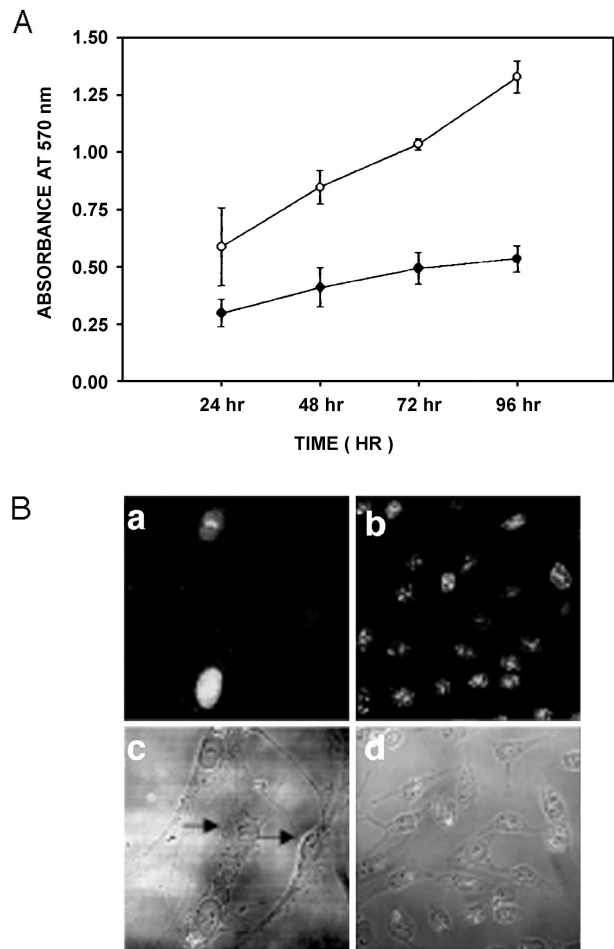 A
1.50
1.25
1.00
0.75
0.50
0.25
0.00
ABSORBANCE AT 570 nm
24 hr 48 hr 72 hr 96 hr
TIME ( HR )
B
a
b
c
d